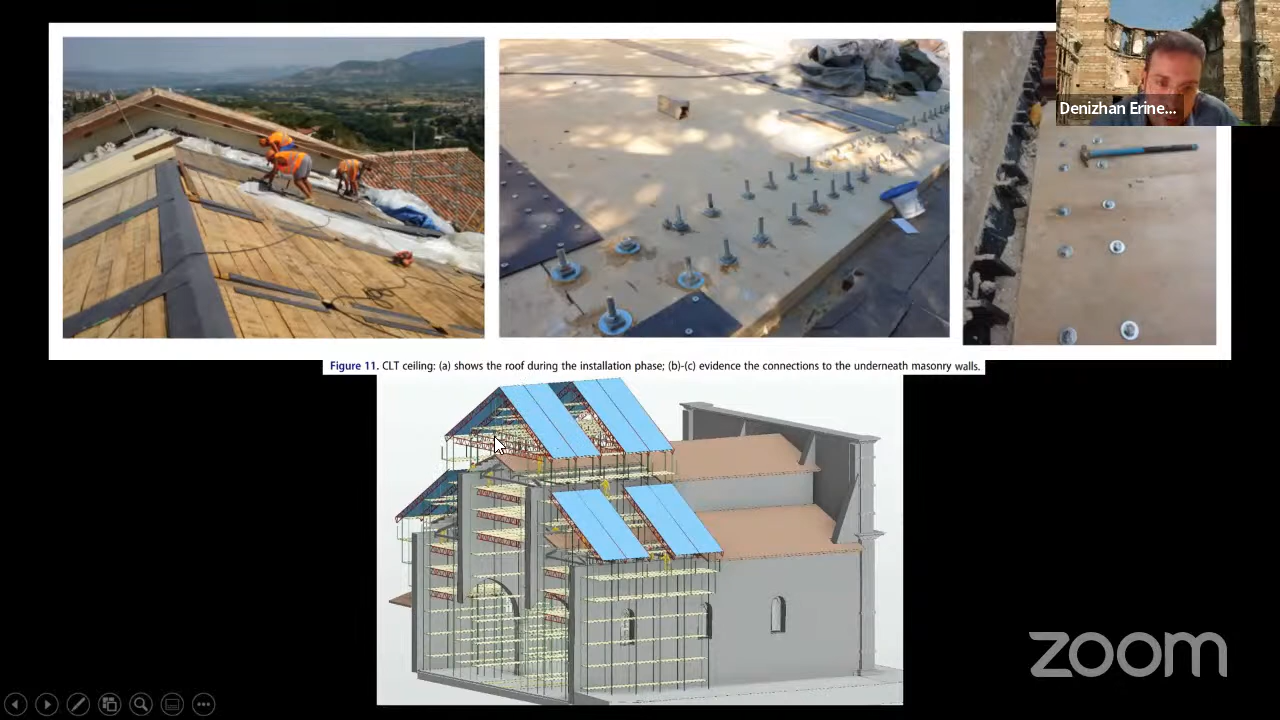 Denizhan Erine...
Figure 11. CLT ceiling: (a) shows the roof during the installation phase; (b)-(c) evidence the connections to the underneath masonry walls.
zoom